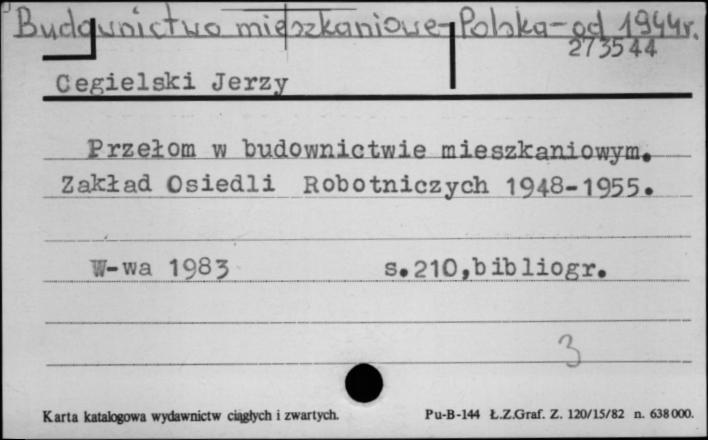 Budownictwo mieszkaniowe-Polska-od 1944r.
273544
Cegielski Jerzy
Przełom w budownictwie mieszkaniowym.
Zakład Osiedli Robotniczych 1948-1955.
W-wa 1983 s.210,bibliogr.
3
Karta katalogowa wydawnictw ciągłych i zwartych. Pu-B-144 Ł.Z.Graf. Z. 120/15/82 n. 638000.